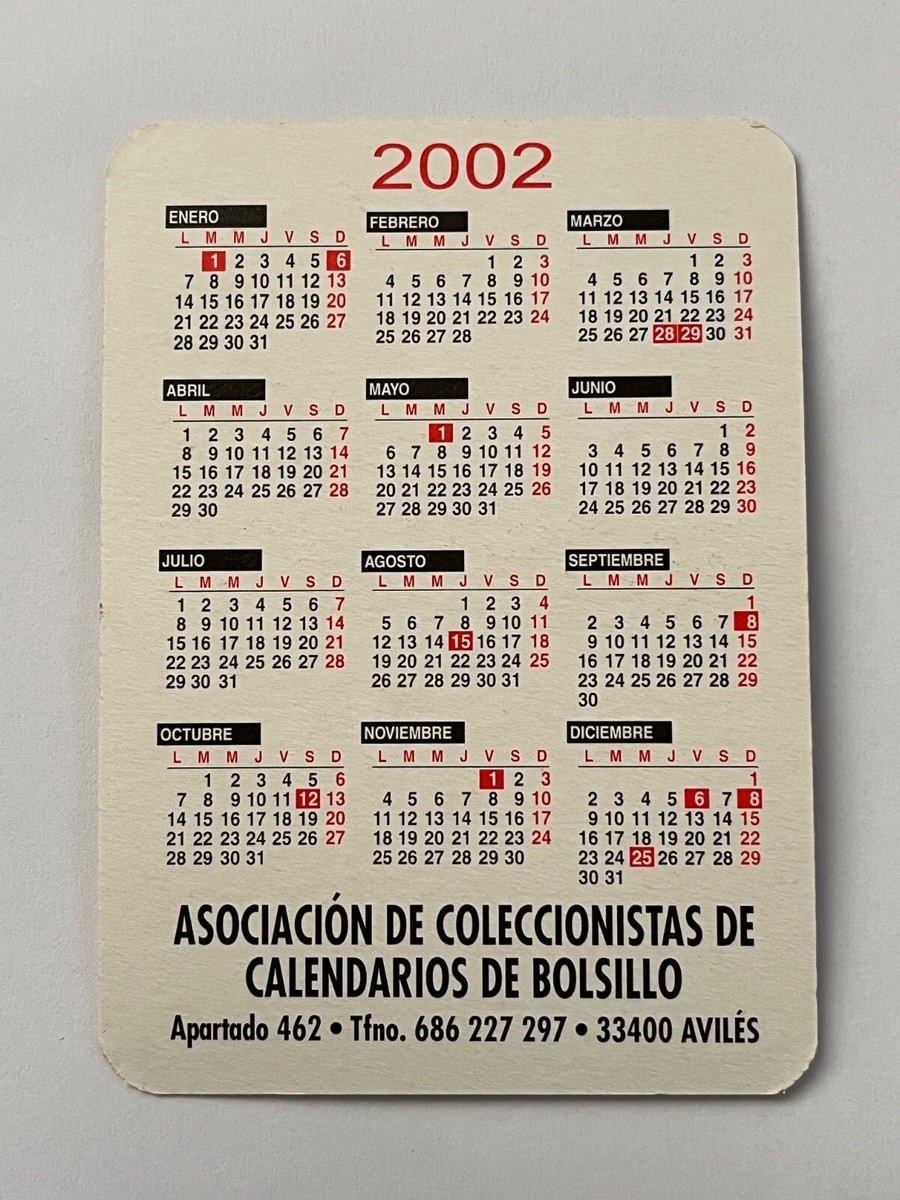 2002
ENERO
L M M J V S D
1 2 3 4 5 6
7 8 9 10 11 12 13
14 15 16 17 18 19 20
21 22 23 24 25 26 27
28 29 30 31
FEBRERO
L M M J V S D
1 2 3
4 5 6 7 8 9 10
11 12 13 14 15 16 17
18 19 20 21 22 23 24
25 26 27 28
MARZO
L M M J V S D
1 2 3
4 5 6 7 8 9 10
11 12 13 14 15 16 17
18 19 20 21 22 23 24
25 26 27 28 29 30 31
ABRIL
L M M J V S D
1 2 3 4 5 6 7
8 9 10 11 12 13 14
15 16 17 18 19 20 21
22 23 24 25 26 27 28
29 30
MAYO
L M M J V S D
1 2 3 4 5
6 7 8 9 10 11 12
13 14 15 16 17 18 19
20 21 22 23 24 25 26
27 28 29 30 31
JUNIO
L M M J V S D
1 2
3 4 5 6 7 8 9
10 11 12 13 14 15 16
17 18 19 20 21 22 23
24 25 26 27 28 29 30
JULIO
L M M J V S D
1 2 3 4 5 6 7
8 9 10 11 12 13 14
15 16 17 18 19 20 21
22 23 24 25 26 27 28
29 30 31
AGOSTO
L M M J V S D
1 2 3 4
5 6 7 8 9 10 11
12 13 14 15 16 17 18
19 20 21 22 23 24 25
26 27 28 29 30 31
SEPTIEMBRE
L M M J V S D
1
2 3 4 5 6 7 8
9 10 11 12 13 14 15
16 17 18 19 20 21 22
23 24 25 26 27 28 29
30
OCTUBRE
L M M J V S D
1 2 3 4 5 6
7 8 9 10 11 12 13
14 15 16 17 18 19 20
21 22 23 24 25 26 27
28 29 30 31
NOVIEMBRE
L M M J V S D
1 2 3
4 5 6 7 8 9 10
11 12 13 14 15 16 17
18 19 20 21 22 23 24
25 26 27 28 29 30
DICIEMBRE
L M M J V S D
1
2 3 4 5 6 7 8
9 10 11 12 13 14 15
16 17 18 19 20 21 22
23 24 25 26 27 28 29
30 31
ASOCIACIÓN DE COLECCIONISTAS DE
CALENDARIOS DE BOLSILLO
Apartado 462 • Tfno. 686 227 297 • 33400 AVILÉS